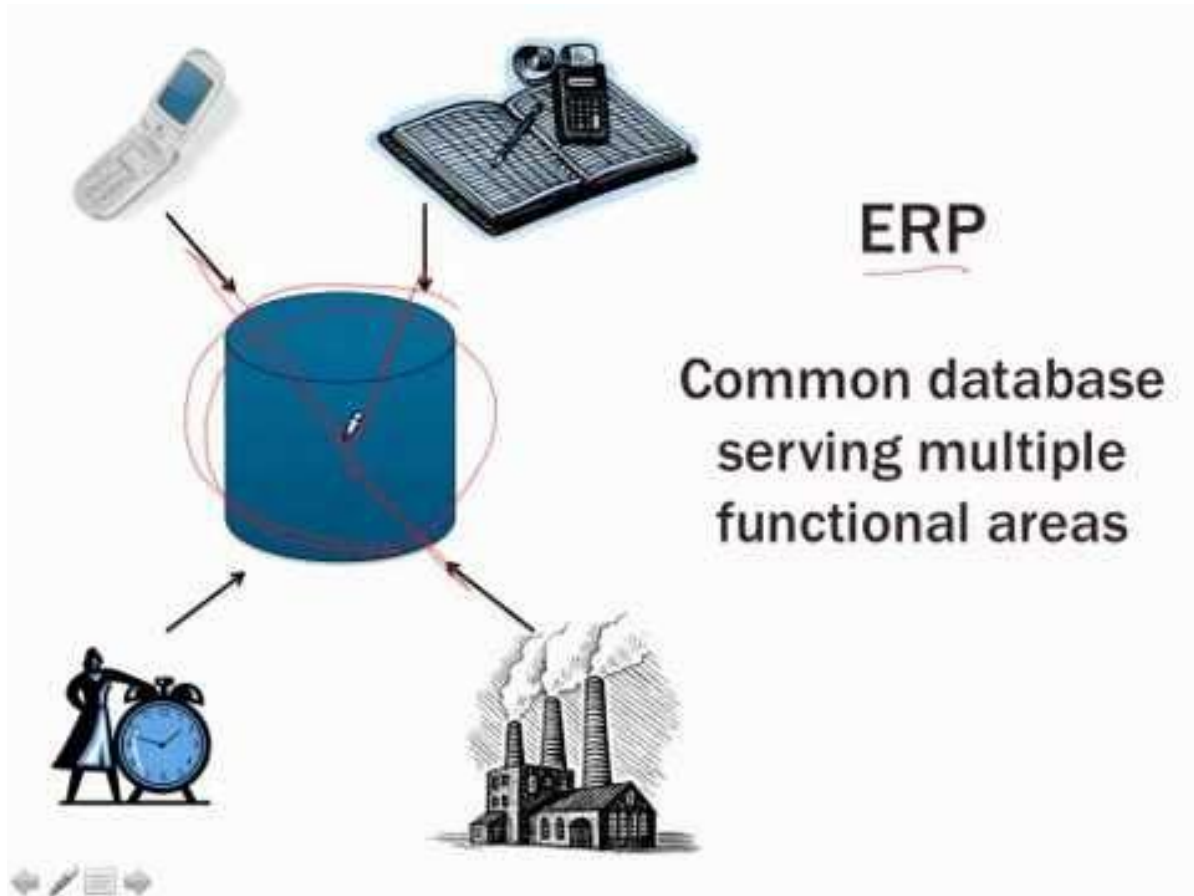 ERP
Common database
serving multiple
functional areas